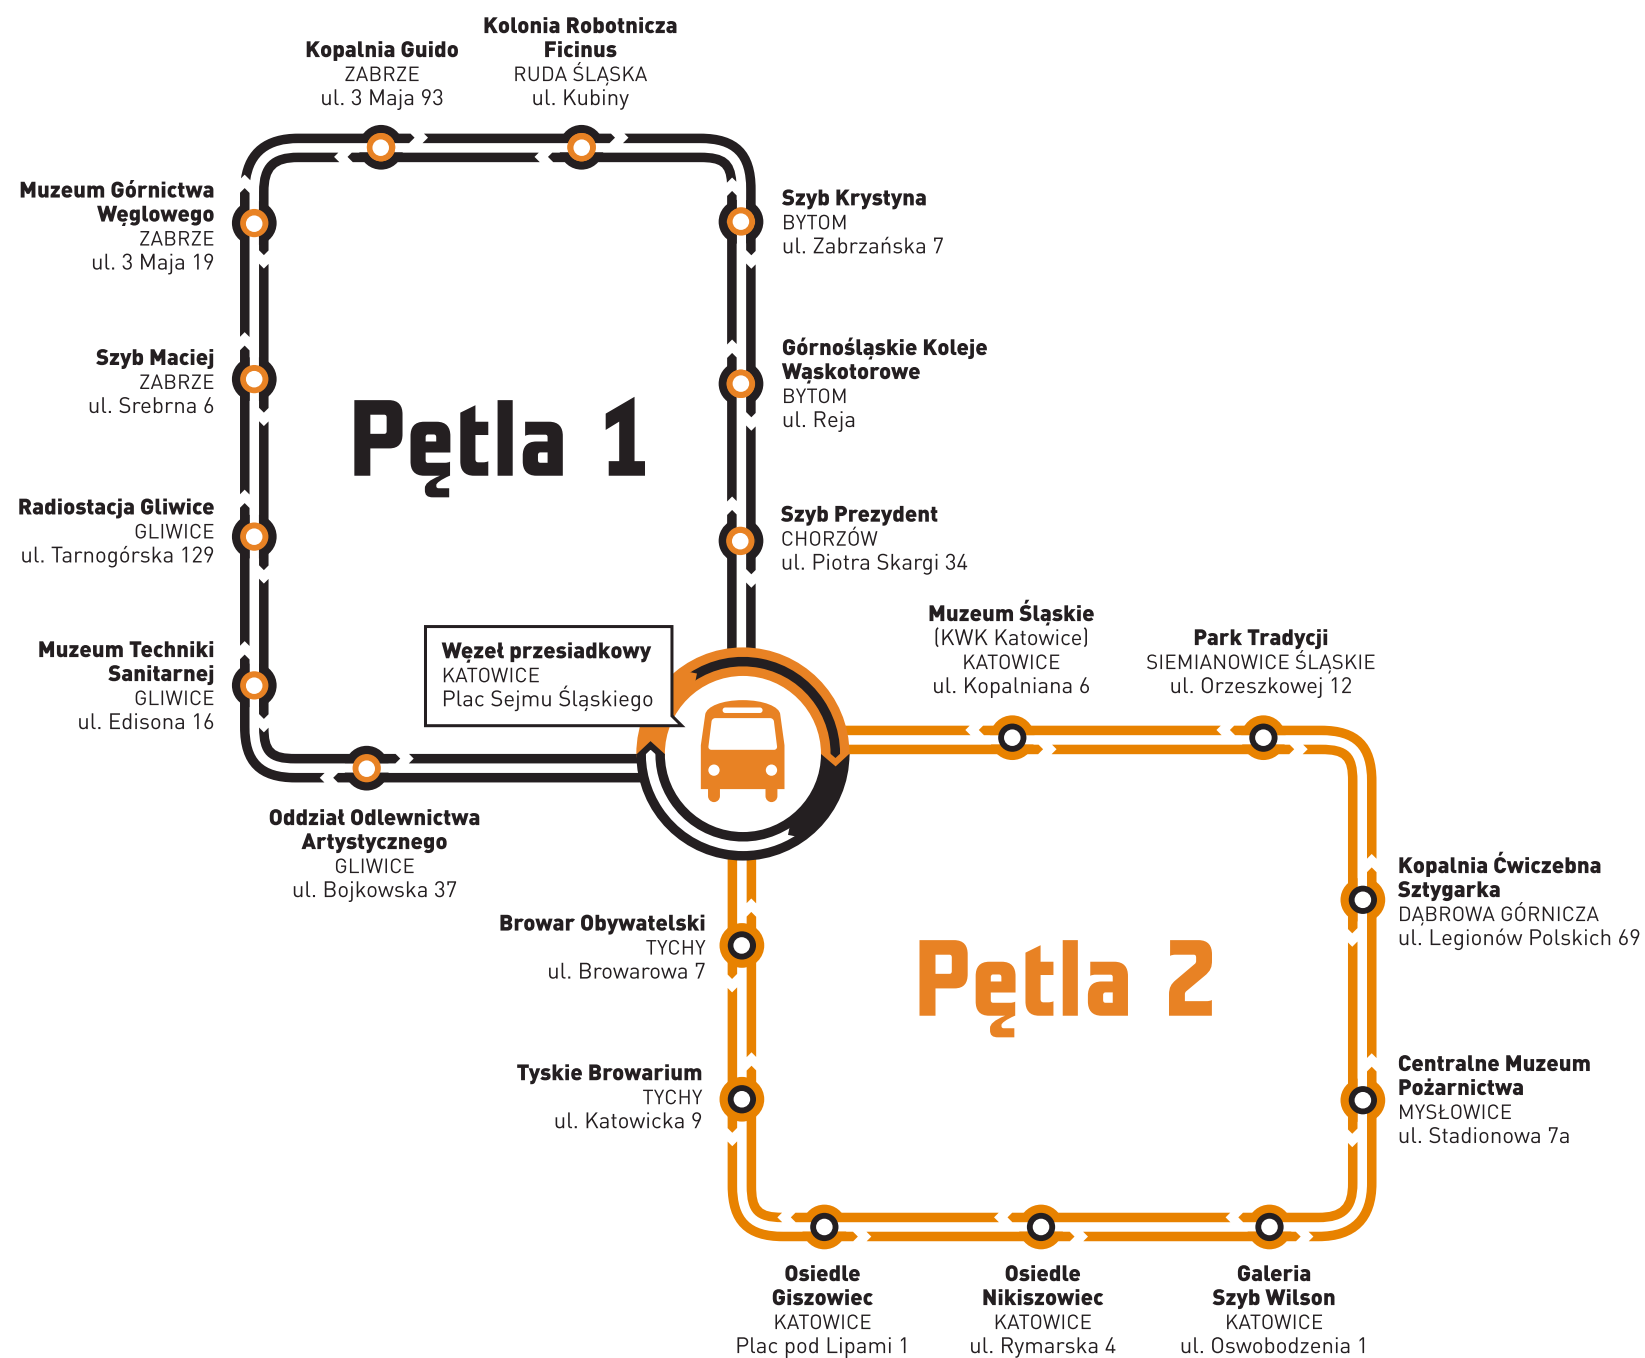 Kolonia Robotnicza
Ficinus
RUDA ŚLĄSKA
ul. Kubiny
Kopalnia Guido
ZABRZE
ul. 3 Maja 93
Muzeum Górnictwa
Węglowego
ZABRZE
ul. 3 Maja 19
Szyb Krystyna
BYTOM
ul. Zabrzańska 7
Szyb Maciej
ZABRZE
ul. Srebrna 6
Górnośląskie Koleje
Wąskotorowe
BYTOM
ul. Reja
Pętla 1
Radiostacja Gliwice
GLIWICE
ul. Tarnogórska 129
Szyb Prezydent
CHORZÓW
ul. Piotra Skargi 34
Muzeum Techniki
Sanitarnej
GLIWICE
ul. Edisona 16
Węzeł przesiadkowy
KATOWICE
Plac Sejmu Śląskiego
Muzeum Śląskie
(KWK Katowice)
KATOWICE
ul. Kopalniana 6
Park Tradycji
SIEMIANOWICE ŚLĄSKIE
ul. Orzeszkowej 12
Oddział Odlewnictwa
Artystycznego
GLIWICE
ul. Bojkowska 37
Kopalnia Ćwiczebna
Sztygarka
DĄBROWA GÓRNICZA
ul. Legionów Polskich 69
Browar Obywatelski
TYCHY
ul. Browarowa 7
Pętla 2
Tyskie Browarium
TYCHY
ul. Katowicka 9
Centralne Muzeum
Pożarnictwa
MYSŁOWICE
ul. Stadionowa 7a
Osiedle
Giszowiec
KATOWICE
Plac pod Lipami 1
Osiedle
Nikiszowiec
KATOWICE
ul. Rymarska 4
Galeria
Szyb Wilson
KATOWICE
ul. Oswobodzenia 1